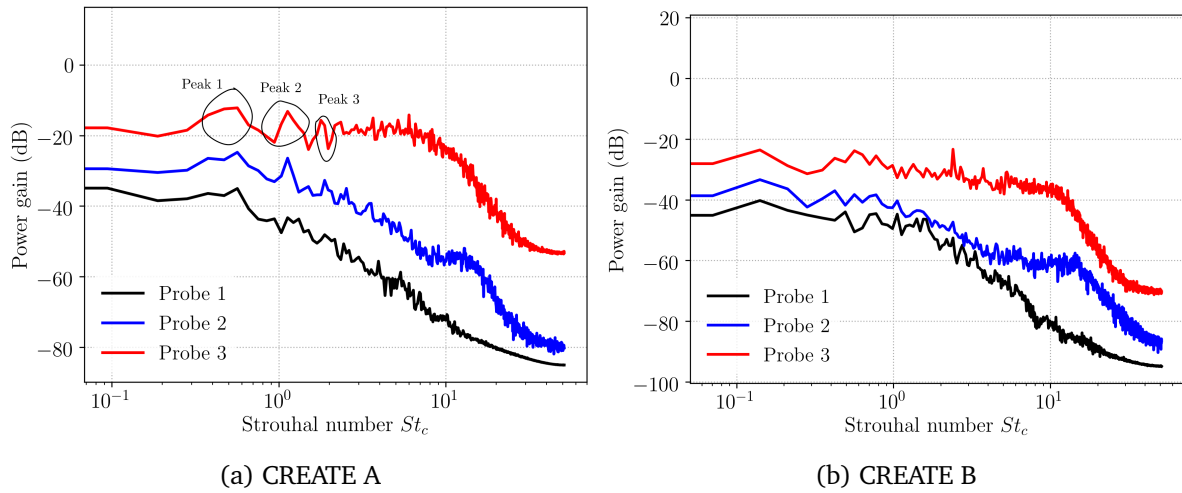 0
−20
−40
−60
−80
Power gain (dB)
Peak 1
Peak 2
Peak 3
Probe 1
Probe 2
Probe 3
10⁻¹ 10⁰ 10¹
Strouhal number St_c
(a) CREATE A
20
0
−20
−40
−60
−80
−100
Power gain (dB)
Probe 1
Probe 2
Probe 3
10⁻¹ 10⁰ 10¹
Strouhal number St_c
(b) CREATE B